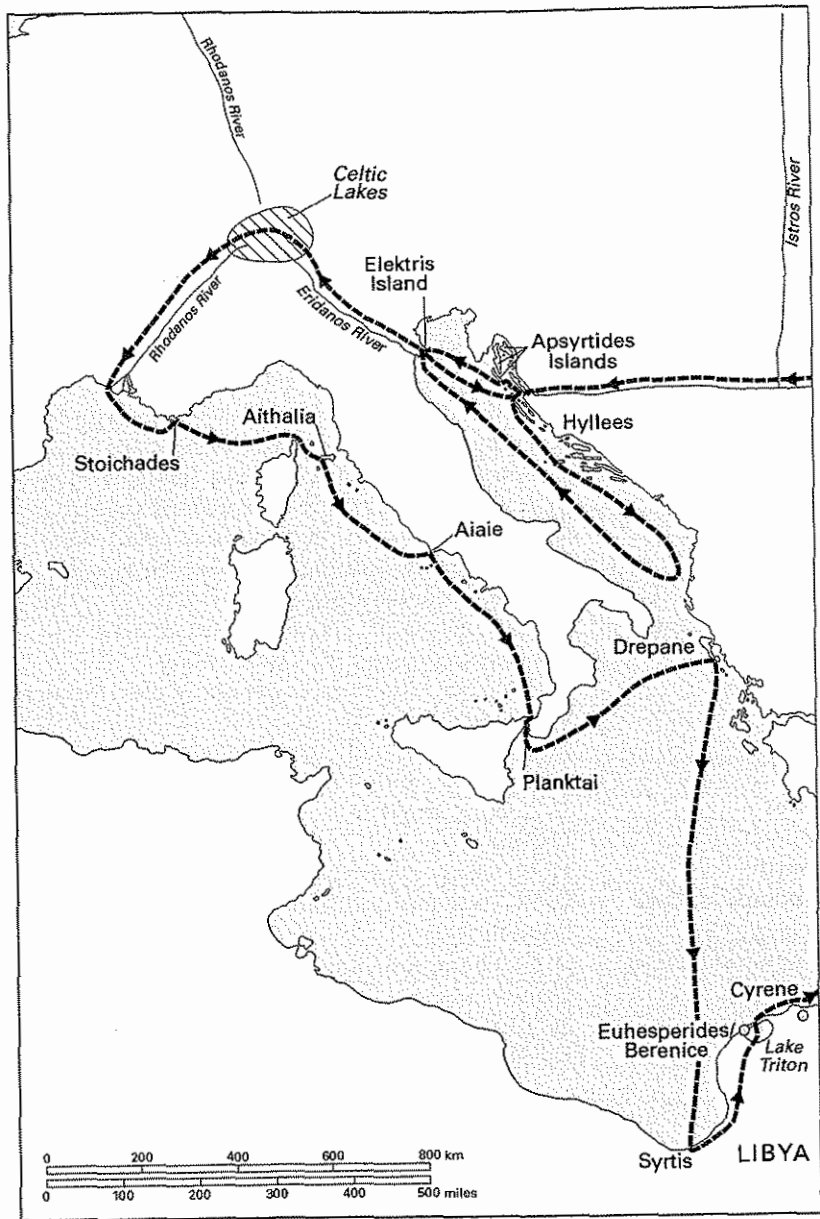 Rhodanos River
Celtic
Lakes
Istros River
Elektris
Island
Rhodanos River
Eridanos River
Apsyrtides
Islands
Hyllees
Aithalia
Stoichades
Aiaie
Drepane
Planktai
Cyrene
Euhesperides/
Berenice
Lake
Triton
Syrtis
LIBYA
0 200 400 600 800 km
0 100 200 300 400 500 miles